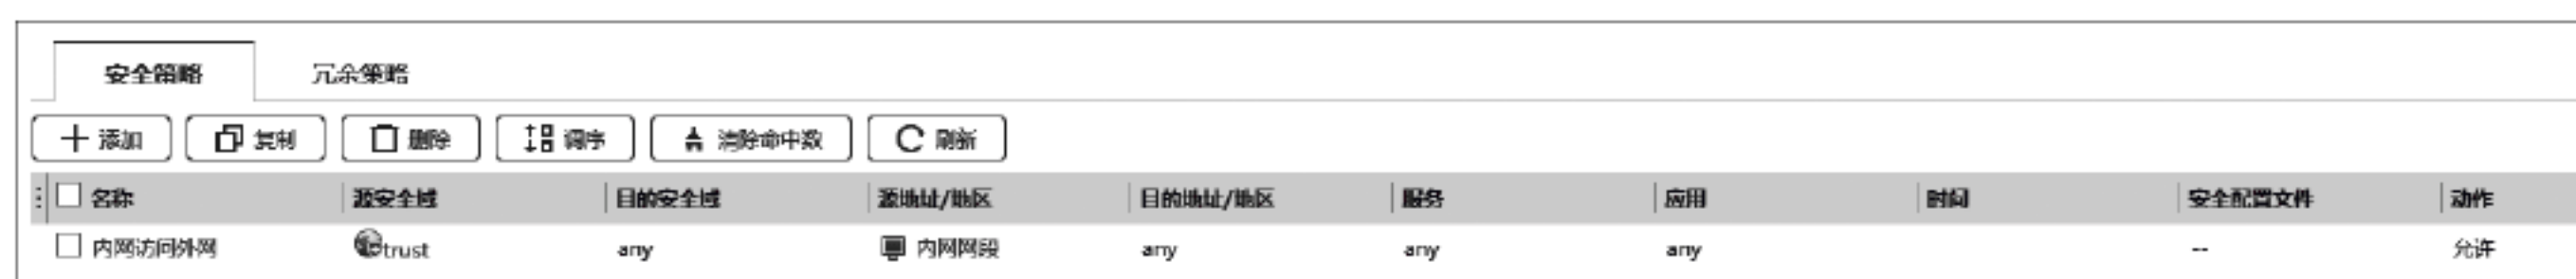 安全策略 冗余策略
添加 复制 删除 调序 清除命中数 刷新
名称 源安全域 目的安全域 源地址/地区 目的地址/地区 服务 应用 时间 安全配置文件 动作
内网访问外网 trust any 内网网段 any any any -- 允许